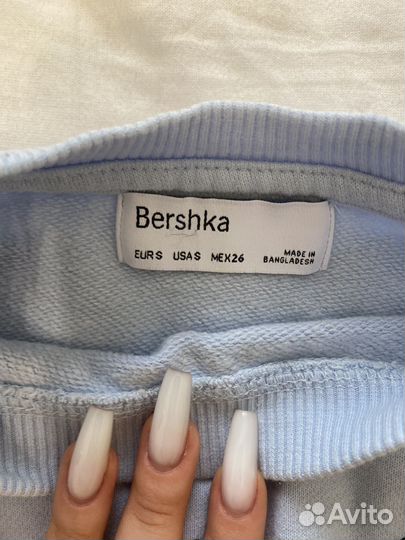 Bershka
EUR S USA S MEX 26 MADE IN
BANGLADESH
Avito